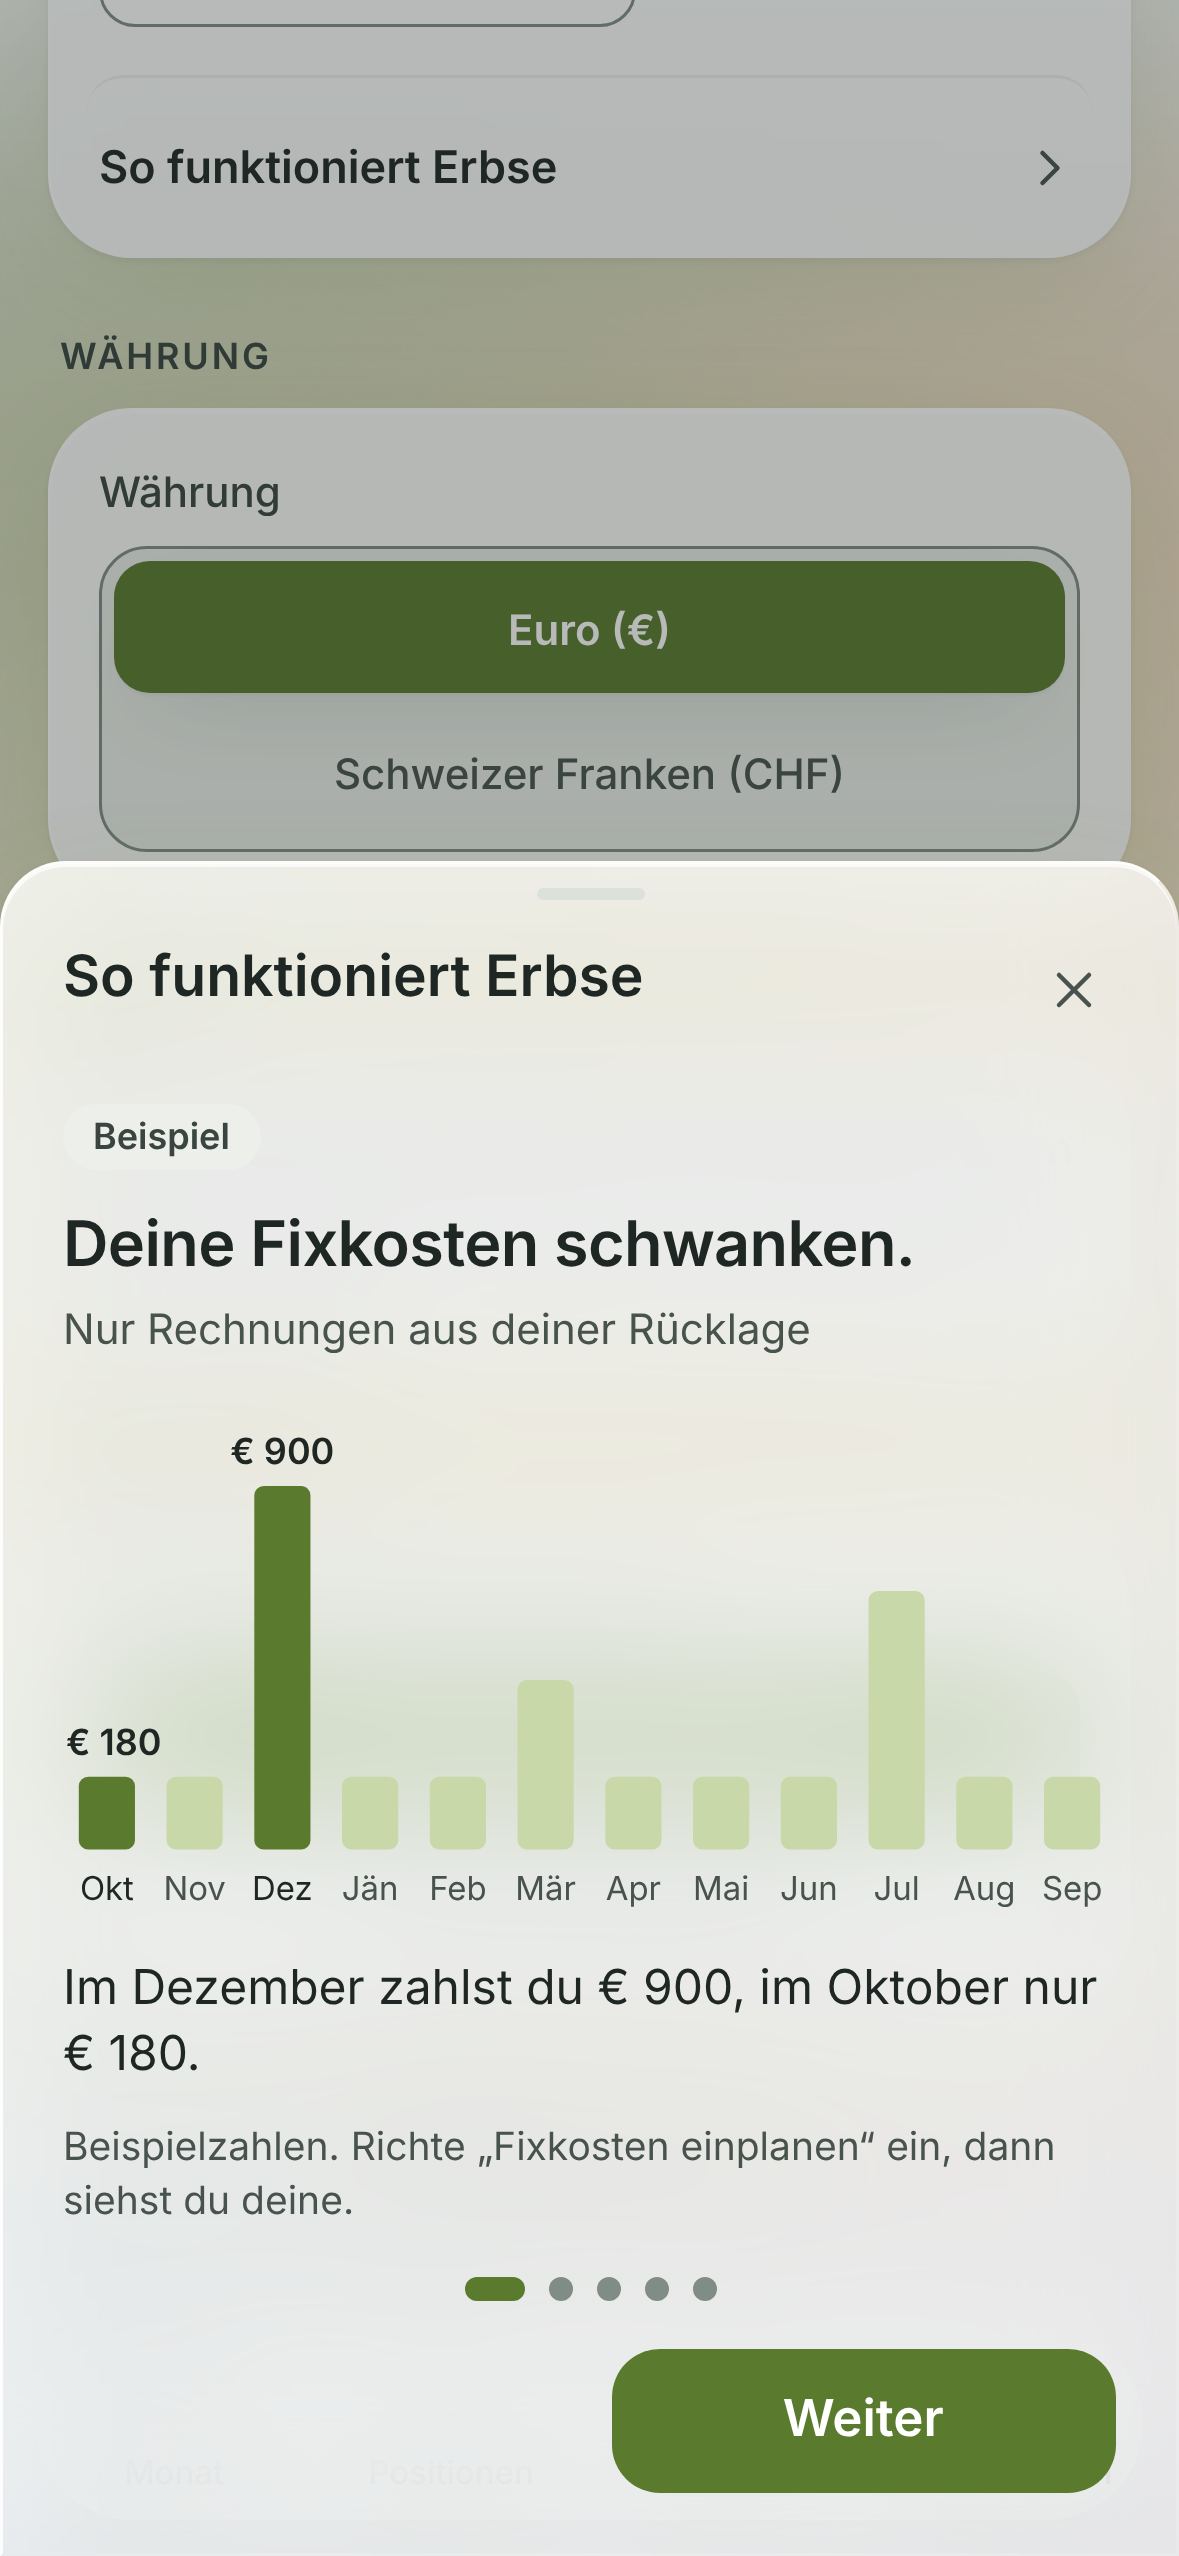 So funktioniert Erbse
WÄHRUNG
Währung
Euro (€)
Schweizer Franken (CHF)
So funktioniert Erbse
Beispiel
Deine Fixkosten schwanken.
Nur Rechnungen aus deiner Rücklage
€ 900
€ 180
Okt Nov Dez Jän Feb Mär Apr Mai Jun Jul Aug Sep
Im Dezember zahlst du € 900, im Oktober nur
€ 180.
Beispielzahlen. Richte „Fixkosten einplanen“ ein, dann
siehst du deine.
Weiter
Monat Positionen